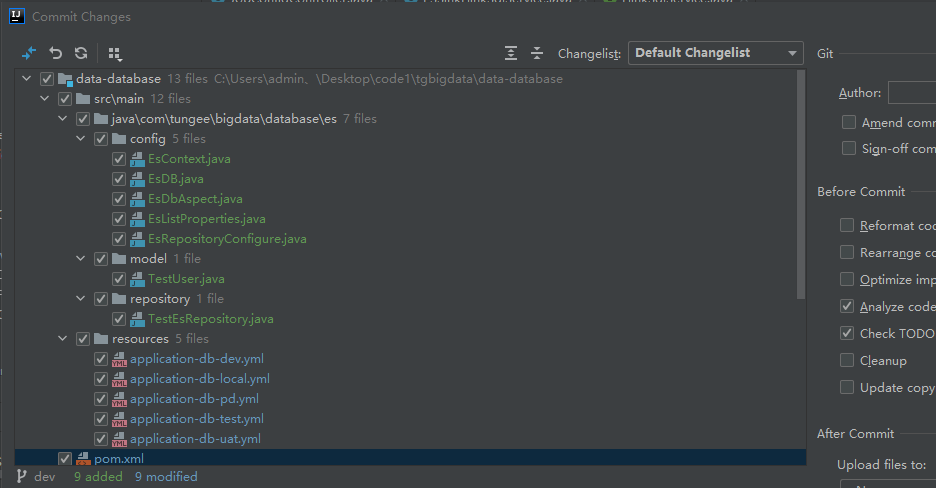 Commit Changes
Changelist: Default Changelist
Git
data-database 13 files C:\Users\admin、\Desktop\code1\tgbigdata\data-database
src\main 12 files
Author:
java\com\tungee\bigdata\database\es 7 files
Amend comm
config 5 files
Sign-off com
EsContext.java
EsDB.java
Before Commit
EsDbAspect.java
EsListProperties.java
Reformat cod
EsRepositoryConfigure.java
Rearrange co
model 1 file
TestUser.java
Optimize imp
repository 1 file
Analyze code
TestEsRepository.java
Check TODO
resources 5 files
application-db-dev.yml
Cleanup
application-db-local.yml
Update copy
application-db-pd.yml
application-db-test.yml
application-db-uat.yml
After Commit
pom.xml
Upload files to:
dev 9 added 9 modified